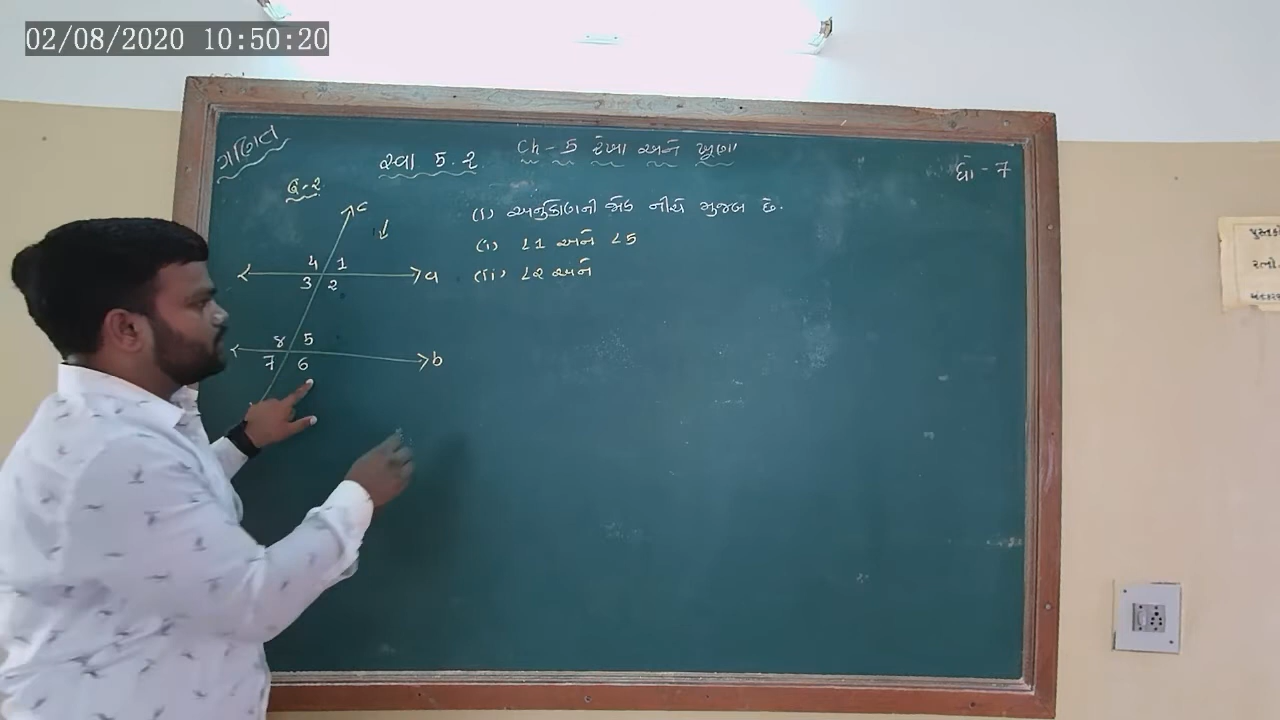 02/08/2020 10:50:20
ગણિત
સ્વા 5.2
Ch-5 રેખા અને ખૂણા
ધો-7
Q-2
(1) અનુકોણની જોડ નીચે મુજબ છે.
(i) ∠1 અને ∠5
(ii) ∠2 અને
c
4 1
3 2
a
8 5
7 6
b